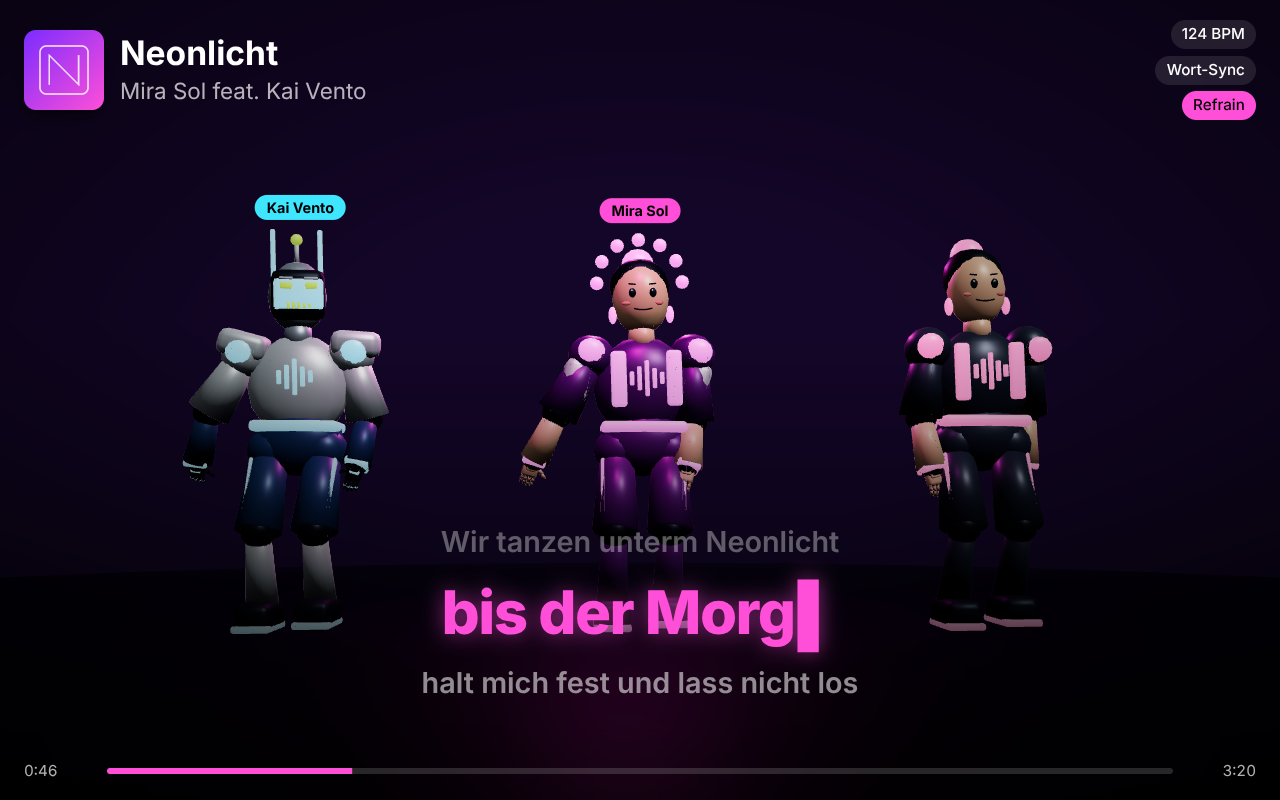 Neonlicht
Mira Sol feat. Kai Vento
124 BPM
Wort-Sync
Refrain
Kai Vento
Mira Sol
Wir tanzen unterm Neonlicht
bis der Morg
halt mich fest und lass nicht los
0:46
3:20